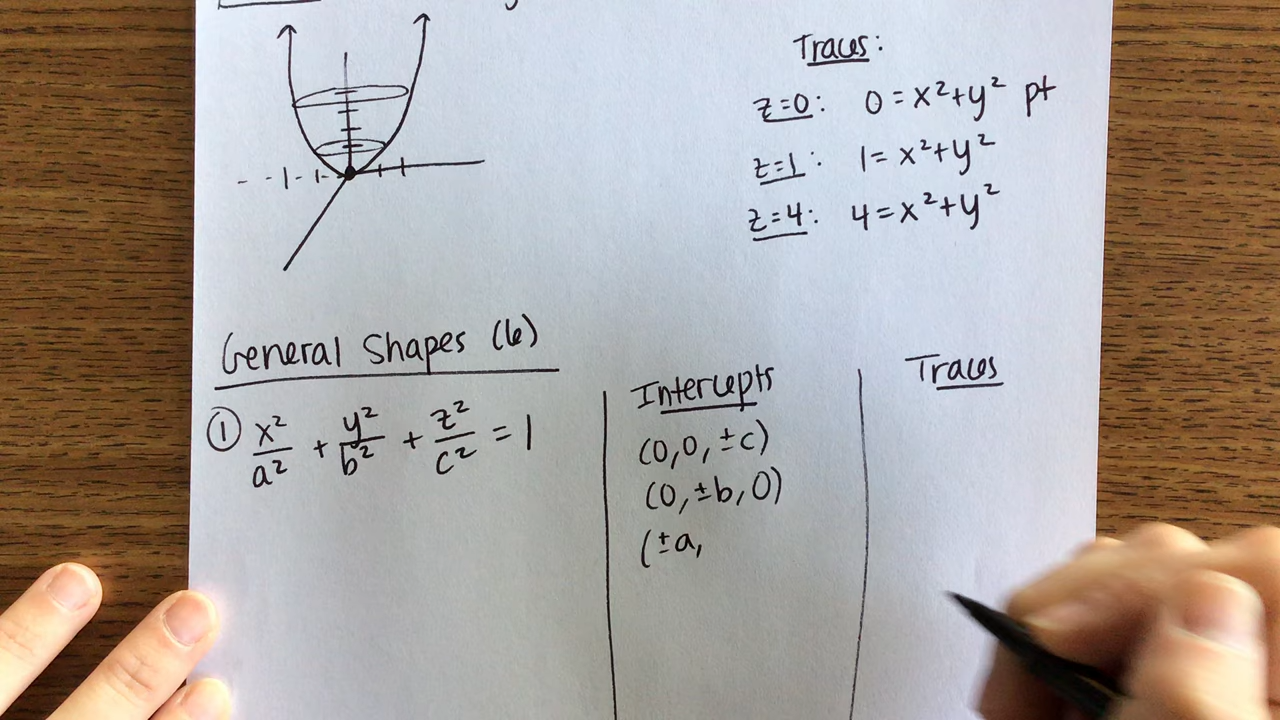 Traces:
z=0: 0 = x²+y² pt
z=1: 1 = x²+y²
z=4: 4 = x²+y²
General Shapes (6)
① x²/a² + y²/b² + z²/c² = 1
Intercepts
(0,0,±c)
(0,±b,0)
(±a,
Traces